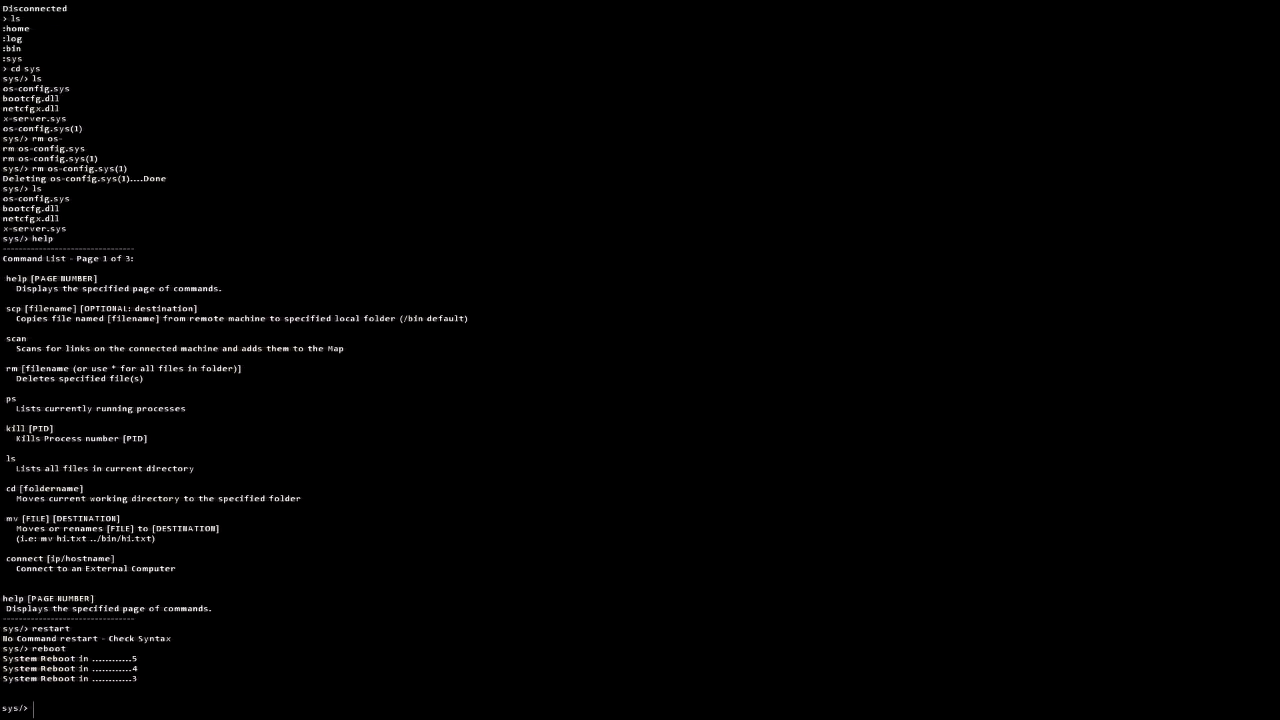 Disconnected
> ls
:home
:log
:bin
:sys
> cd sys
sys/> ls
os-config.sys
bootcfg.dll
netcfgx.dll
x-server.sys
os-config.sys(1)
sys/> rm os-
rm os-config.sys
rm os-config.sys(1)
sys/> rm os-config.sys(1)
Deleting os-config.sys(1)....Done
sys/> ls
os-config.sys
bootcfg.dll
netcfgx.dll
x-server.sys
sys/> help
---------------------------------
Command List - Page 1 of 3:
help [PAGE NUMBER]
Displays the specified page of commands.
scp [filename] [OPTIONAL: destination]
Copies file named [filename] from remote machine to specified local folder (/bin default)
scan
Scans for links on the connected machine and adds them to the Map
rm [filename (or use * for all files in folder)]
Deletes specified file(s)
ps
Lists currently running processes
kill [PID]
Kills Process number [PID]
ls
Lists all files in current directory
cd [foldername]
Moves current working directory to the specified folder
mv [FILE] [DESTINATION]
Moves or renames [FILE] to [DESTINATION]
(i.e: mv hi.txt ../bin/hi.txt)
connect [ip/hostname]
Connect to an External Computer
help [PAGE NUMBER]
Displays the specified page of commands.
---------------------------------
sys/> restart
No Command restart - Check Syntax
sys/> reboot
System Reboot in ............5
System Reboot in ............4
System Reboot in ............3
sys/>